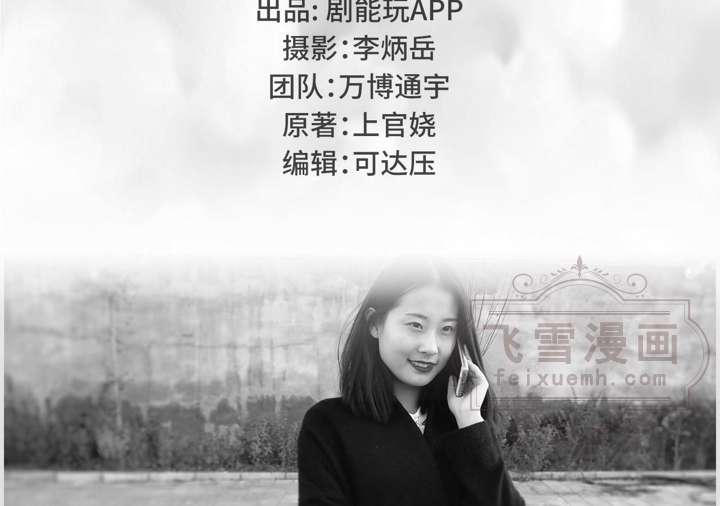 出品: 剧能玩APP
摄影:李炳岳
团队:万博通宇
原著:上官娆
编辑:可达压
飞雪漫画
feixuemh.com